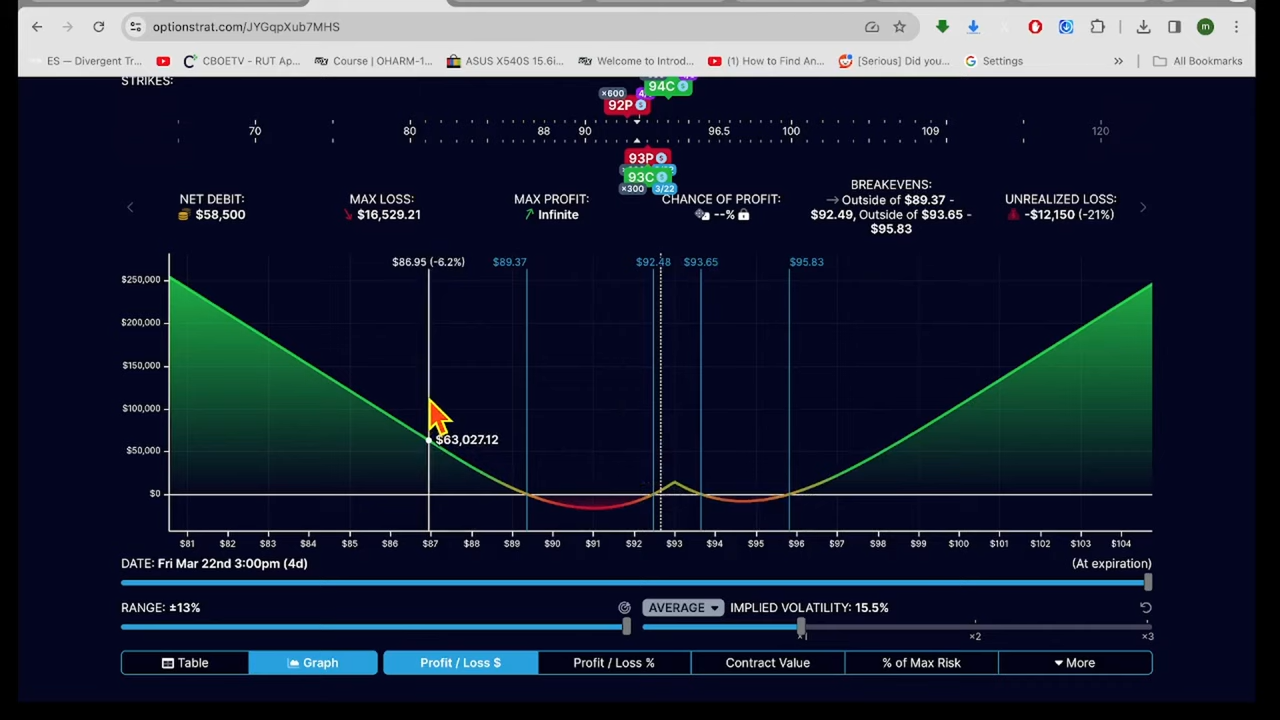 optionstrat.com/JYGqpXub7MHS
m
ES — Divergent Tr...
CBOETV – RUT Ap...
Course | OHARM-1...
ASUS X540S 15.6i...
Welcome to Introd...
(1) How to Find An...
[Serious] Did you...
Settings
»
All Bookmarks
STRIKES:
94C
×600
92P
70 80 88 90 96.5 100 109 120
93P
93C
×300 3/22
NET DEBIT:
$58,500
MAX LOSS:
$16,529.21
MAX PROFIT:
Infinite
CHANCE OF PROFIT:
--%
BREAKEVENS:
Outside of $89.37 -
$92.49, Outside of $93.65 -
$95.83
UNREALIZED LOSS:
-$12,150 (-21%)
$86.95 (-6.2%) $89.37 $92.48 $93.65 $95.83
$250,000
$200,000
$150,000
$100,000
$63,027.12
$50,000
$0
$81 $82 $83 $84 $85 $86 $87 $88 $89 $90 $91 $92 $93 $94 $95 $96 $97 $98 $99 $100 $101 $102 $103 $104
DATE: Fri Mar 22nd 3:00pm (4d) (At expiration)
RANGE: ±13% AVERAGE IMPLIED VOLATILITY: 15.5%
×1 ×2 ×3
Table Graph Profit / Loss $ Profit / Loss % Contract Value % of Max Risk More